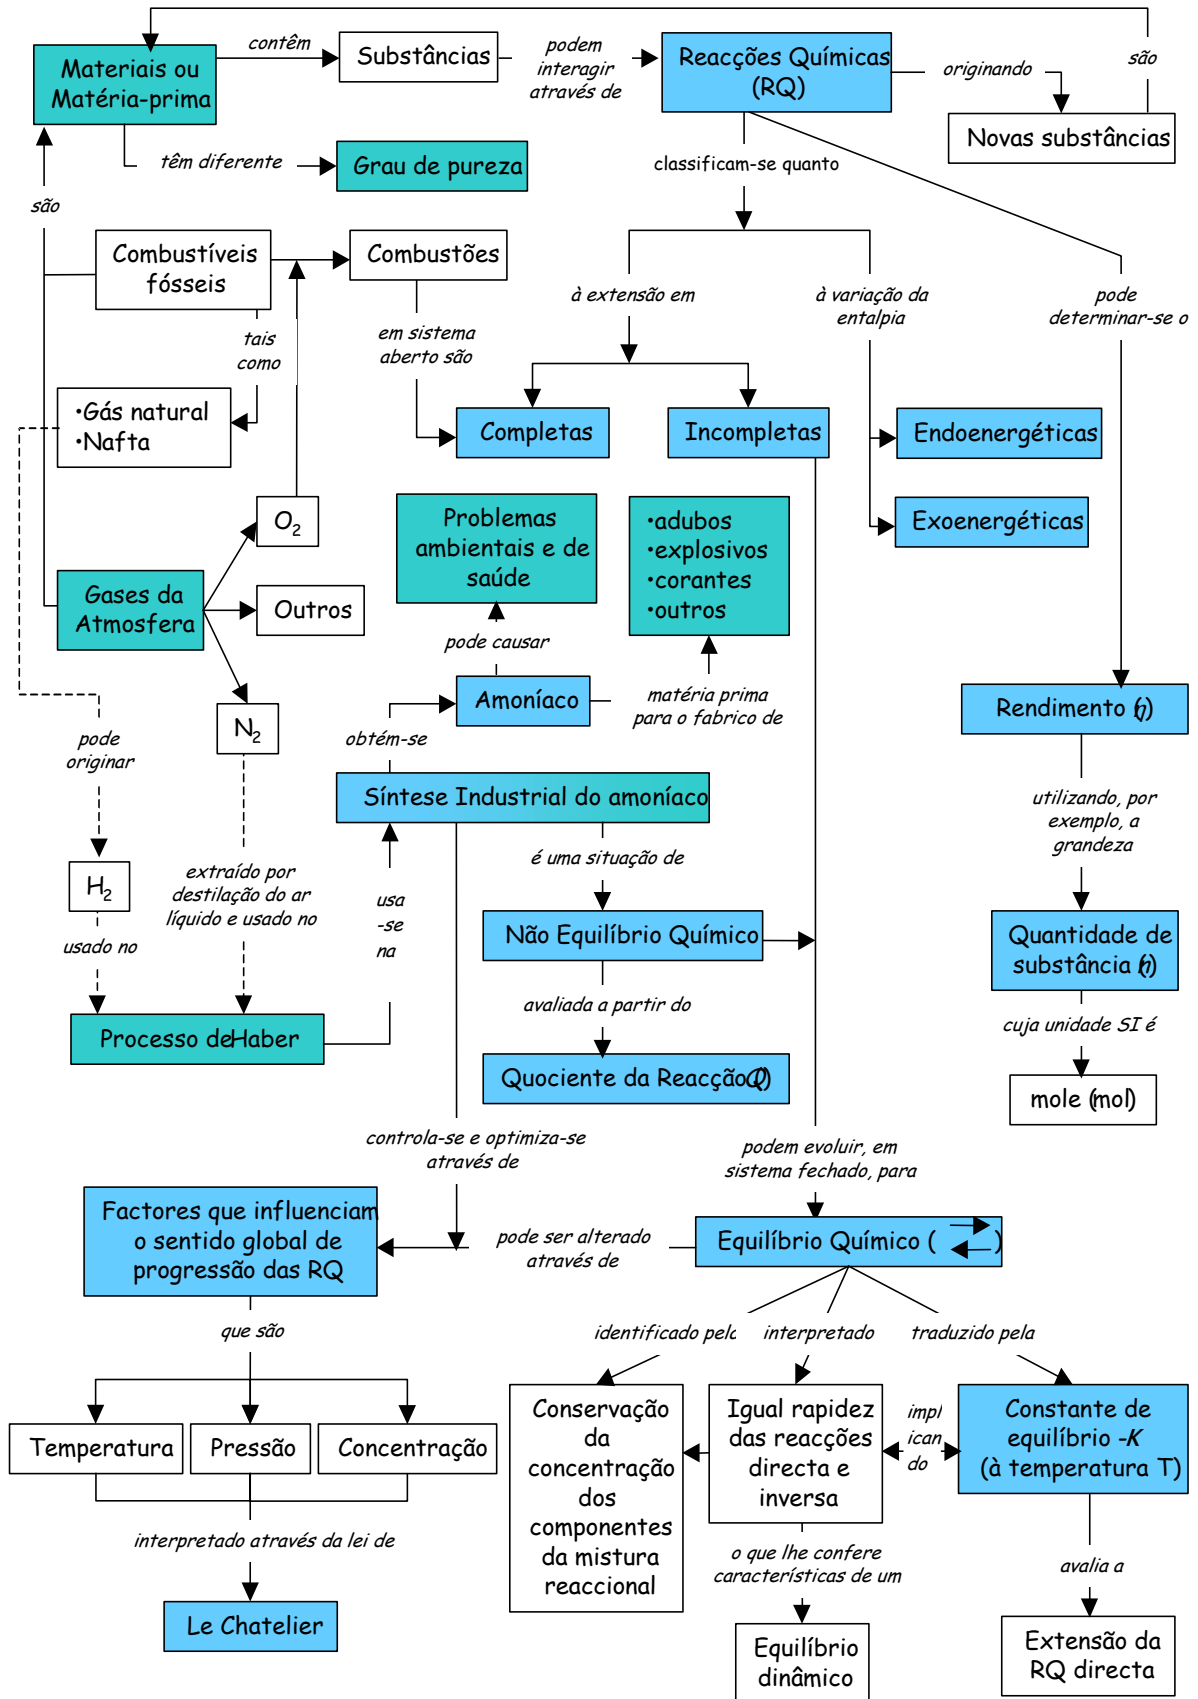 Materiais ou
Matéria-prima
contêm
Substâncias
podem
interagir
através de
Reacções Químicas
(RQ)
originando
são
Novas substâncias
têm diferente
Grau de pureza
classificam-se quanto
são
Combustíveis
fósseis
Combustões
à extensão em
à variação da
entalpia
pode
determinar-se o
tais
como
em sistema
aberto são
•Gás natural
•Nafta
Completas
Incompletas
Endoenergéticas
Exoenergéticas
O2
Problemas
ambientais e de
saúde
•adubos
•explosivos
•corantes
•outros
Gases da
Atmosfera
Outros
pode causar
Amoníaco
matéria prima
para o fabrico de
Rendimento (η)
N2
pode
originar
obtém-se
Síntese Industrial do amoníaco
utilizando, por
exemplo, a
grandeza
é uma situação de
H2
extraído por
destilação do ar
líquido e usado no
usa
-se
na
usado no
Não Equilíbrio Químico
Quantidade de
substância (n)
avaliada a partir do
cuja unidade SI é
Processo deHaber
Quociente da Reacção(Q)
mole (mol)
controla-se e optimiza-se
através de
podem evoluir, em
sistema fechado, para
Factores que influenciam
o sentido global de
progressão das RQ
pode ser alterado
através de
Equilíbrio Químico ( )
que são
identificado pela
interpretado
traduzido pela
Temperatura
Pressão
Concentração
Conservação
da
concentração
dos
componentes
da mistura
reaccional
Igual rapidez
das reacções
directa e
inversa
impl
ican
do
Constante de
equilíbrio -K
(à temperatura T)
interpretado através da lei de
o que lhe confere
características de um
avalia a
Le Chatelier
Equilíbrio
dinâmico
Extensão da
RQ directa